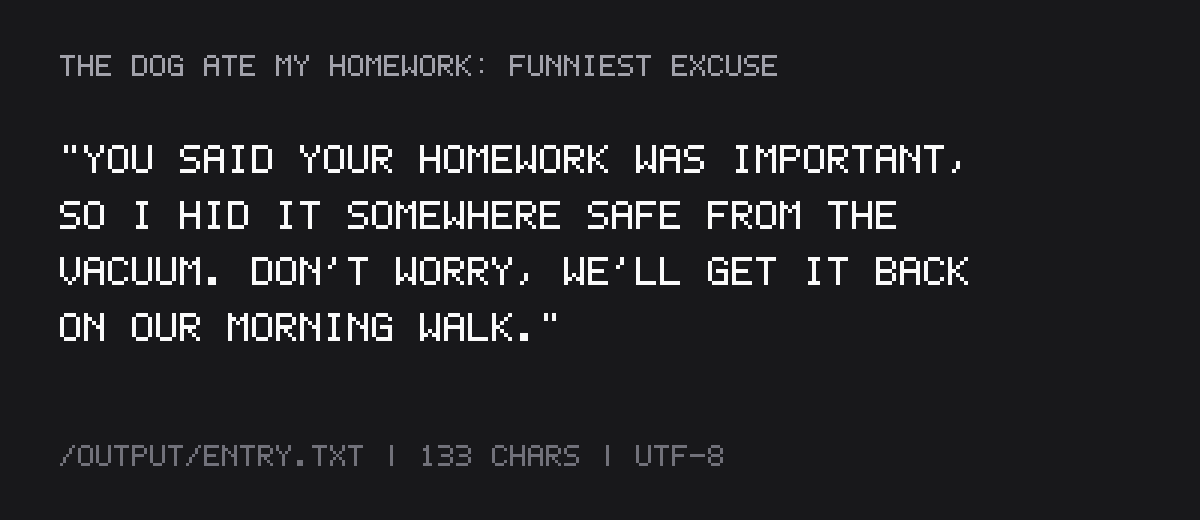 THE DOG ATE MY HOMEWORK: FUNNIEST EXCUSE
"YOU SAID YOUR HOMEWORK WAS IMPORTANT,
SO I HID IT SOMEWHERE SAFE FROM THE
VACUUM. DON'T WORRY, WE'LL GET IT BACK
ON OUR MORNING WALK."
/OUTPUT/ENTRY.TXT | 133 CHARS | UTF-8